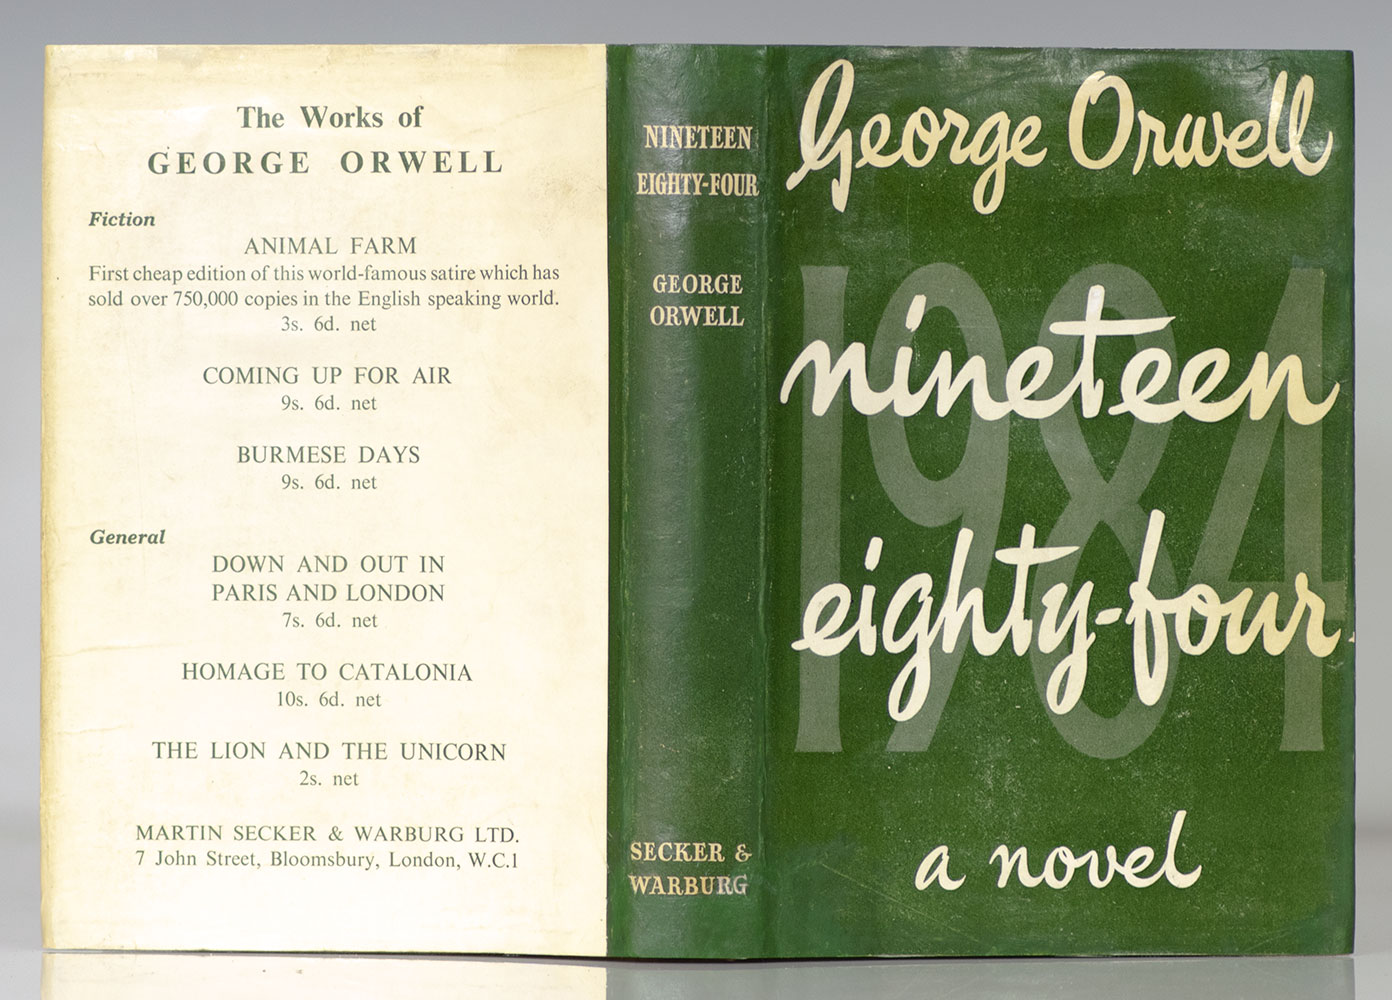 The Works of
GEORGE ORWELL
Fiction
ANIMAL FARM
First cheap edition of this world-famous satire which has
sold over 750,000 copies in the English speaking world.
3s. 6d. net
COMING UP FOR AIR
9s. 6d. net
BURMESE DAYS
9s. 6d. net
General
DOWN AND OUT IN
PARIS AND LONDON
7s. 6d. net
HOMAGE TO CATALONIA
10s. 6d. net
THE LION AND THE UNICORN
2s. net
MARTIN SECKER & WARBURG LTD.
7 John Street, Bloomsbury, London, W.C.1
NINETEEN
EIGHTY-FOUR
GEORGE
ORWELL
SECKER &
WARBURG
George Orwell
1984
nineteen
eighty-four
a novel